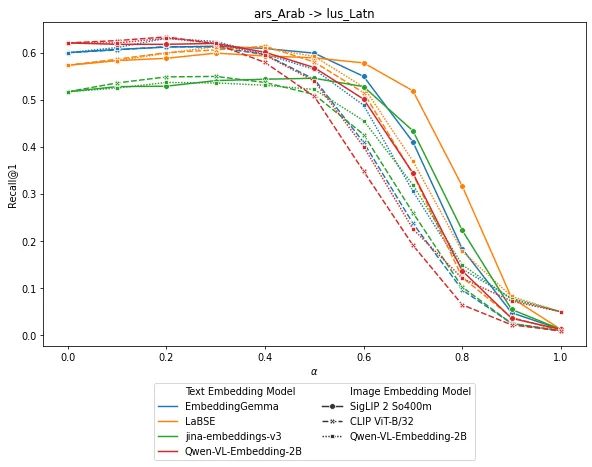 ars_Arab -> lus_Latn
Recall@1
0.6
0.5
0.4
0.3
0.2
0.1
0.0
0.0 0.2 0.4 0.6 0.8 1.0
α
Text Embedding Model Image Embedding Model
EmbeddingGemma SigLIP 2 So400m
LaBSE CLIP ViT-B/32
jina-embeddings-v3 Qwen-VL-Embedding-2B
Qwen-VL-Embedding-2B